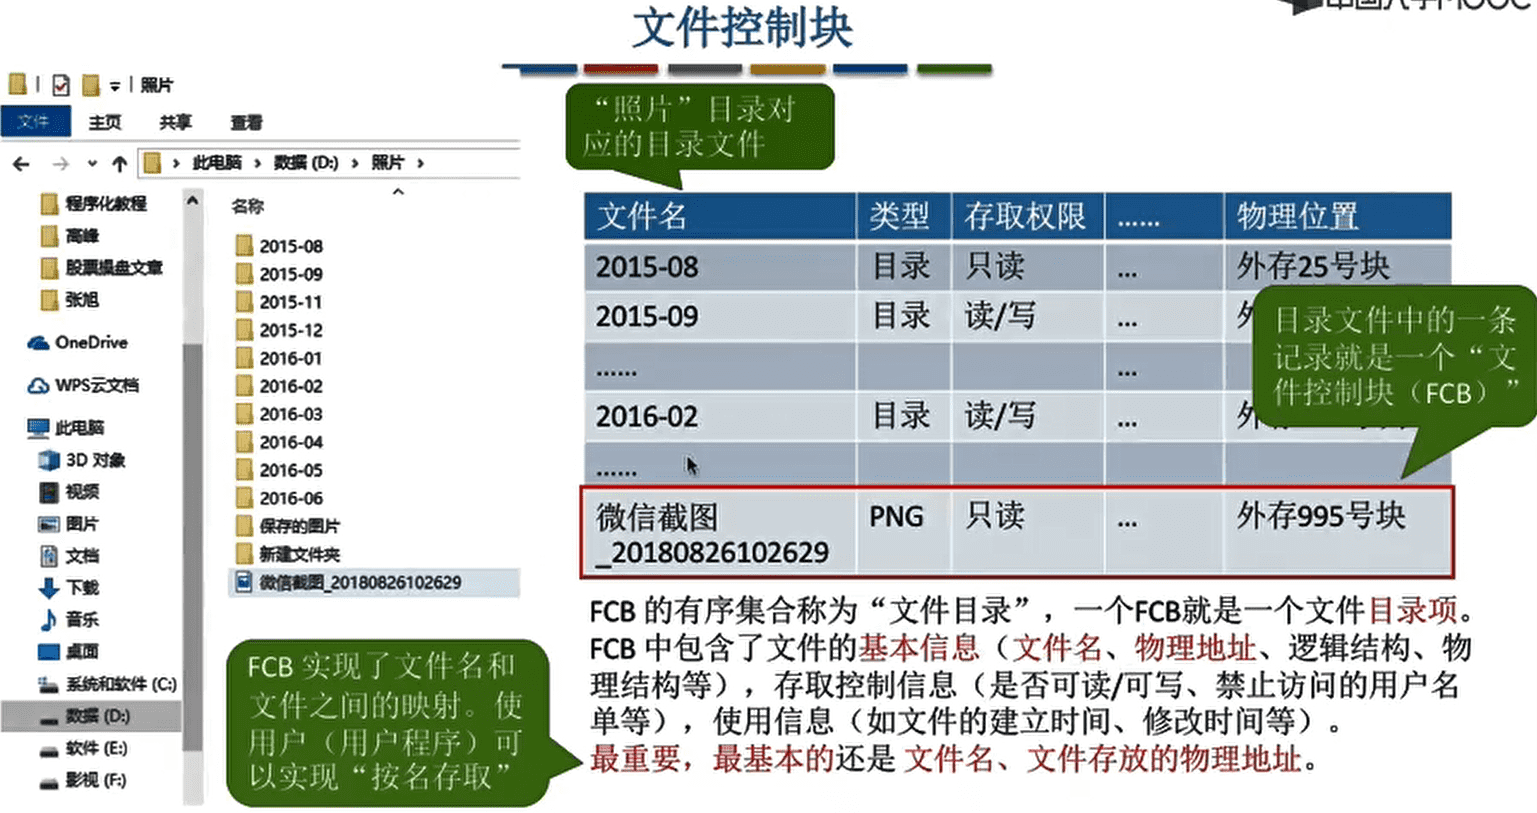 文件控制块
中国大学MOOC
照片
文件 主页 共享 查看
此电脑 › 数据 (D:) › 照片 ›
程序化教程
高峰
股票操盘文章
张旭
OneDrive
WPS云文档
此电脑
3D 对象
视频
图片
文档
下载
音乐
桌面
系统和软件 (C:)
数据 (D:)
软件 (E:)
影视 (F:)
名称
2015-08
2015-09
2015-11
2015-12
2016-01
2016-02
2016-03
2016-04
2016-05
2016-06
保存的图片
新建文件夹
微信截图_20180826102629
“照片”目录对
应的目录文件
文件名 类型 存取权限 …… 物理位置
2015-08 目录 只读 ... 外存25号块
2015-09 目录 读/写 ... 外
…… ...
2016-02 目录 读/写 ... 外
……
微信截图 PNG 只读 ... 外存995号块
_20180826102629
目录文件中的一条
记录就是一个“文
件控制块（FCB）”
FCB 的有序集合称为“文件目录”，一个FCB就是一个文件目录项。
FCB 中包含了文件的基本信息（文件名、物理地址、逻辑结构、物
理结构等），存取控制信息（是否可读/可写、禁止访问的用户名
单等），使用信息（如文件的建立时间、修改时间等）。
最重要，最基本的还是 文件名、文件存放的物理地址。
FCB 实现了文件名和
文件之间的映射。使
用户（用户程序）可
以实现“按名存取”